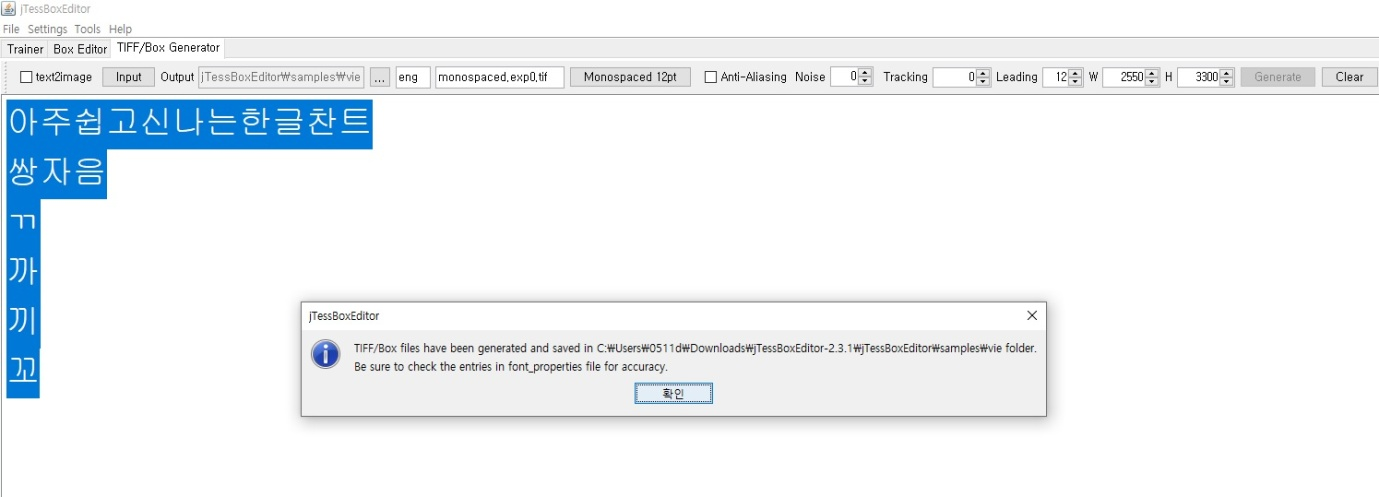 jTessBoxEditor
File Settings Tools Help
Trainer Box Editor TIFF/Box Generator
text2image Input Output jTessBoxEditor₩samples₩vie ... eng monospaced.exp0.tif Monospaced 12pt Anti-Aliasing Noise 0 Tracking 0 Leading 12 W 2550 H 3300 Generate Clear
아주쉽고신나는한글찬트
쌍자음
ㄲ
까
끼
꼬
jTessBoxEditor
TIFF/Box files have been generated and saved in C:₩Users₩0511d₩Downloads₩jTessBoxEditor-2.3.1₩jTessBoxEditor₩samples₩vie folder.
Be sure to check the entries in font_properties file for accuracy.
확인